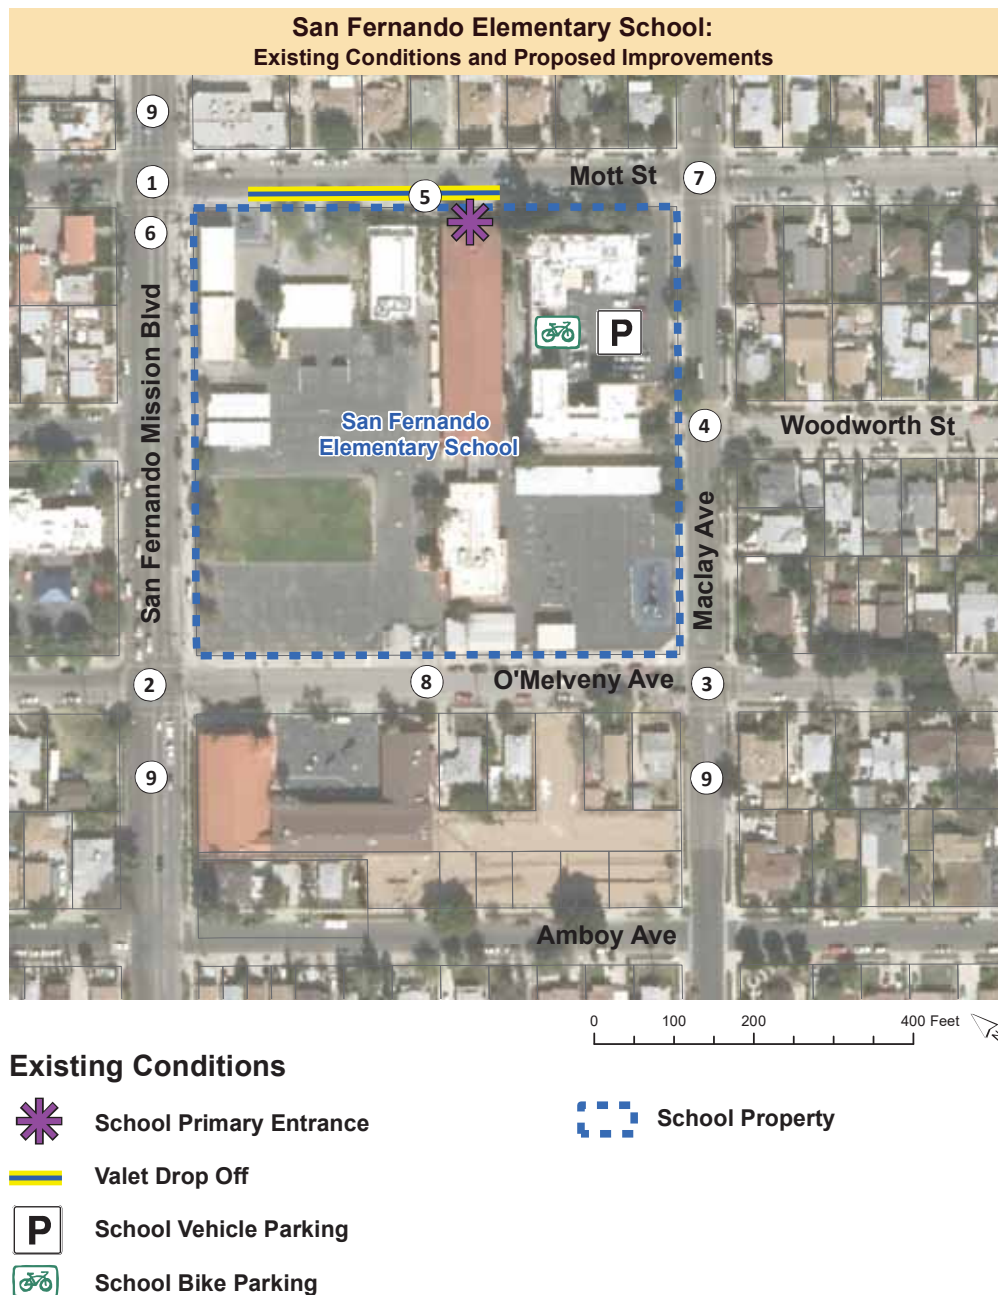 San Fernando Elementary School:
Existing Conditions and Proposed Improvements
9
1
5
Mott St
7
6
San Fernando Mission Blvd
P
San Fernando
Elementary School
4
Woodworth St
Maclay Ave
2
8
O'Melveny Ave
3
9
9
Amboy Ave
0 100 200 400 Feet
N
Existing Conditions
School Primary Entrance
School Property
Valet Drop Off
P School Vehicle Parking
School Bike Parking